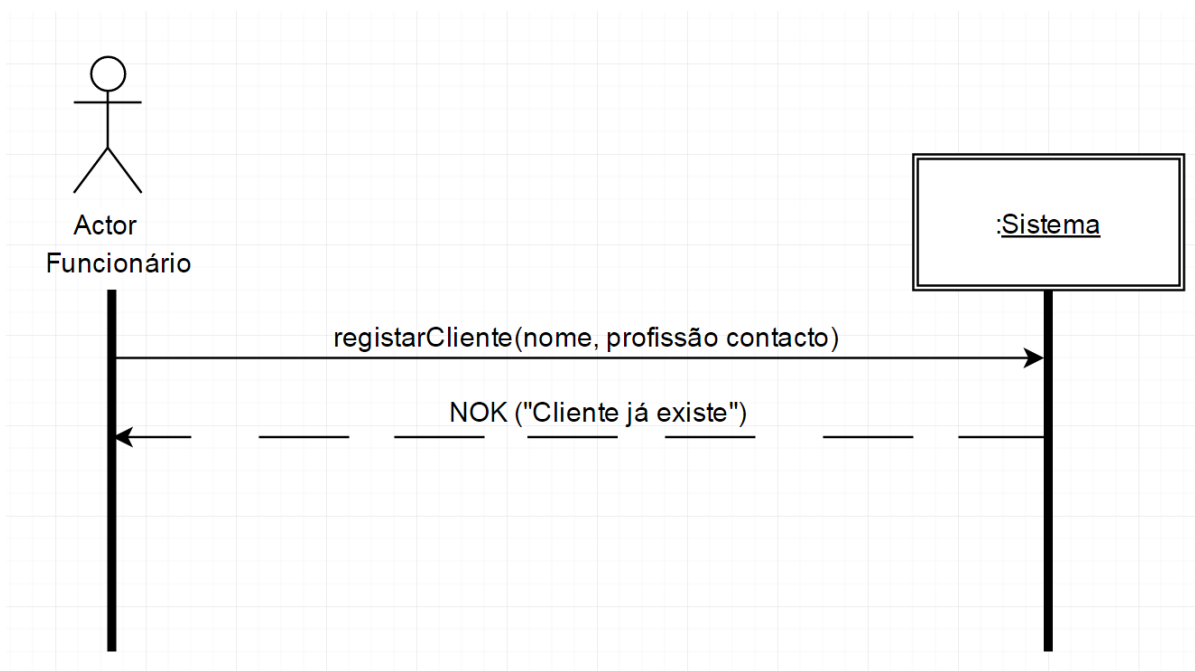 Actor
Funcionário
:Sistema
registarCliente(nome, profissão contacto)
NOK ("Cliente já existe")